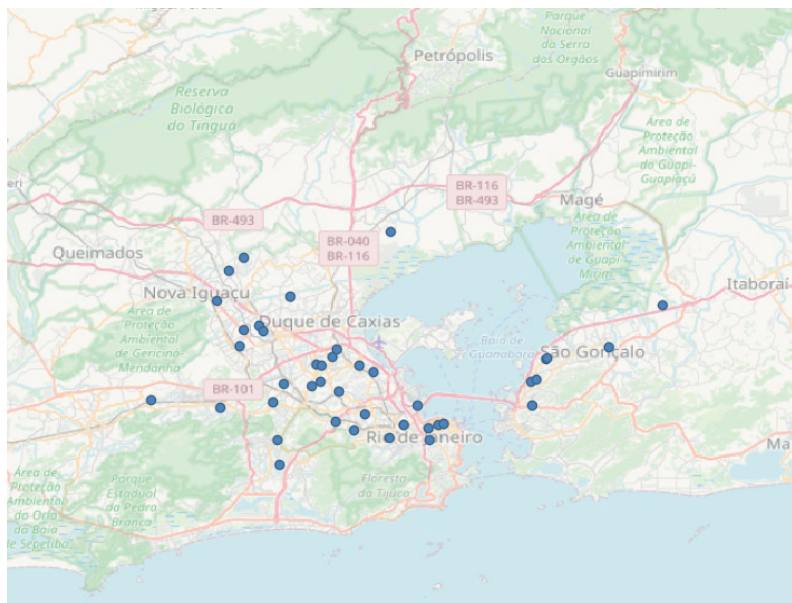 Petrópolis
Parque
Nacional
da Serra
dos Órgãos
Guapimirim
Reserva
Biológica
do Tinguá
Área de
Proteção
Ambiental
do Guapi-
Guapiaçú
BR-116
BR-493
Magé
BR-493
BR-040
BR-116
Queimados
Área de
Proteção
Ambiental
de Guapi
Mirim
Itaboraí
Nova Iguaçu
Duque de Caxias
Área de
Proteção
Ambiental
de Gericinó-
Mendanha
Baía de
Guanabara
São Gonçalo
BR-101
Rio de Janeiro
Ma
Floresta
da Tijuca
Parque
Estadual
da Pedra
Branca
Área de
Proteção
Ambiental
da Orla
da Baía
de Sepetiba